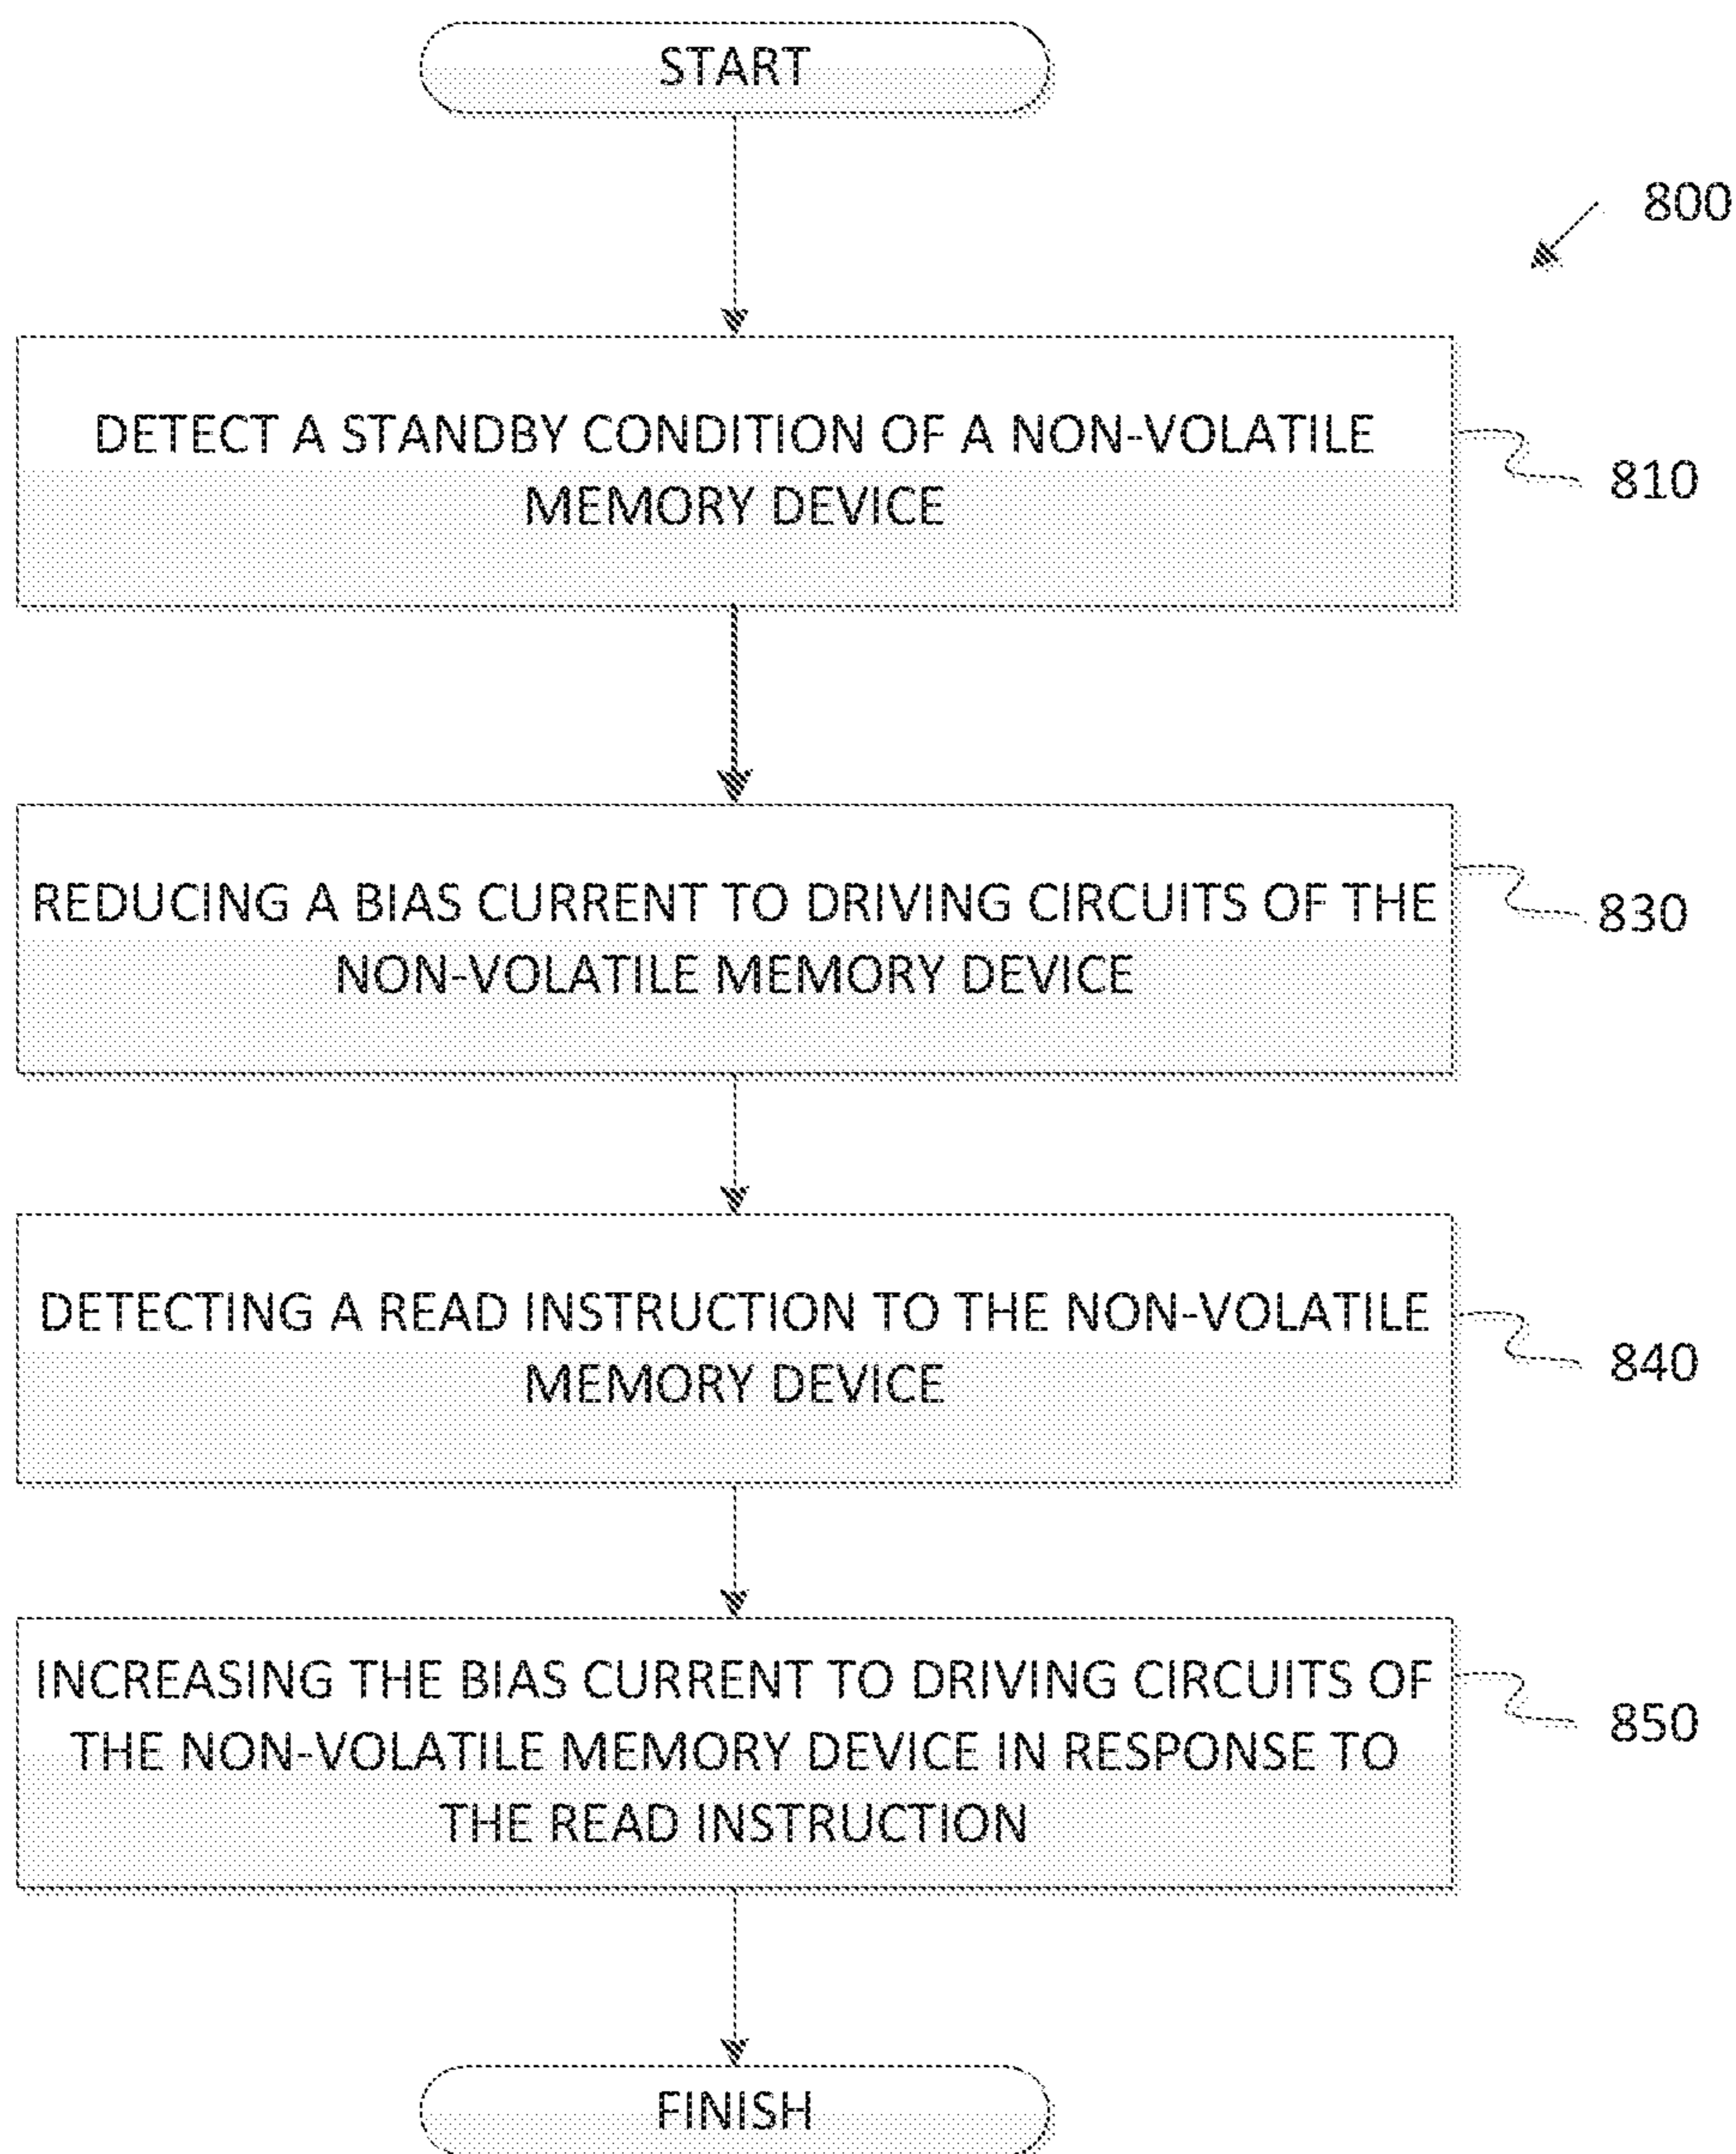 START
800
DETECT A STANDBY CONDITION OF A NON-VOLATILE
MEMORY DEVICE
810
REDUCING A BIAS CURRENT TO DRIVING CIRCUITS OF THE
NON-VOLATILE MEMORY DEVICE
830
DETECTING A READ INSTRUCTION TO THE NON-VOLATILE
MEMORY DEVICE
840
INCREASING THE BIAS CURRENT TO DRIVING CIRCUITS OF
THE NON-VOLATILE MEMORY DEVICE IN RESPONSE TO
THE READ INSTRUCTION
850
FINISH